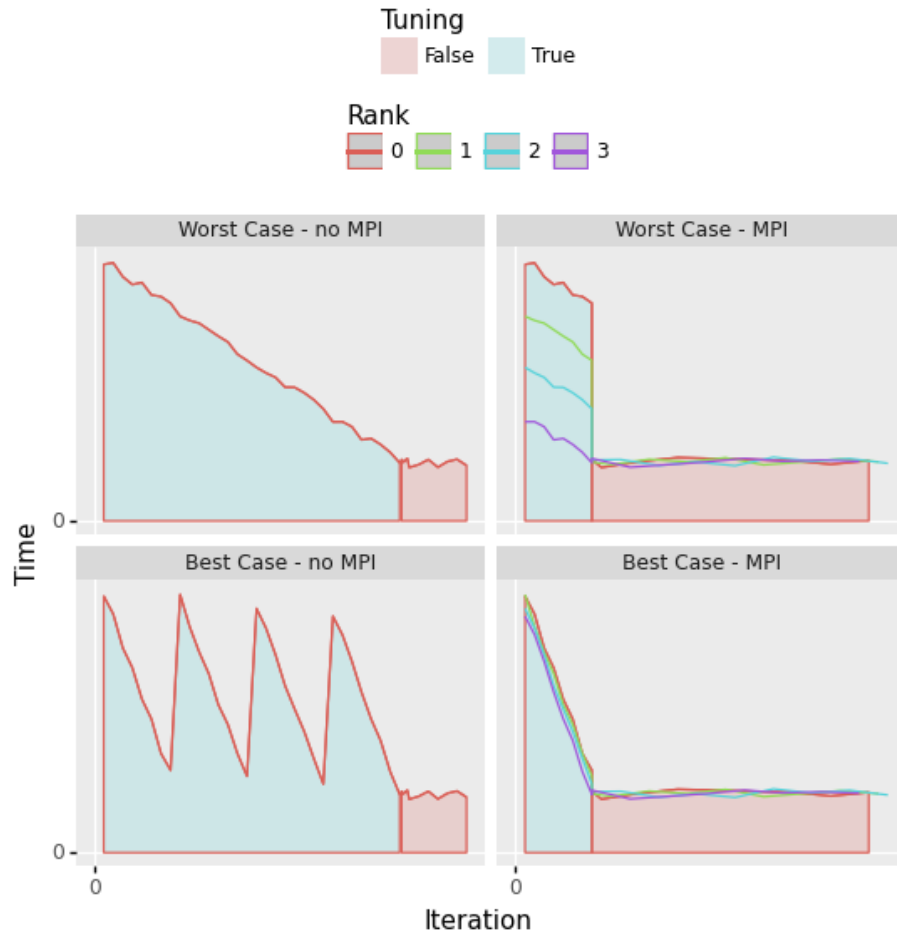 Tuning
False True
Rank
0 1 2 3
Worst Case - no MPI Worst Case - MPI
0
Time
Best Case - no MPI Best Case - MPI
0
0 0
Iteration